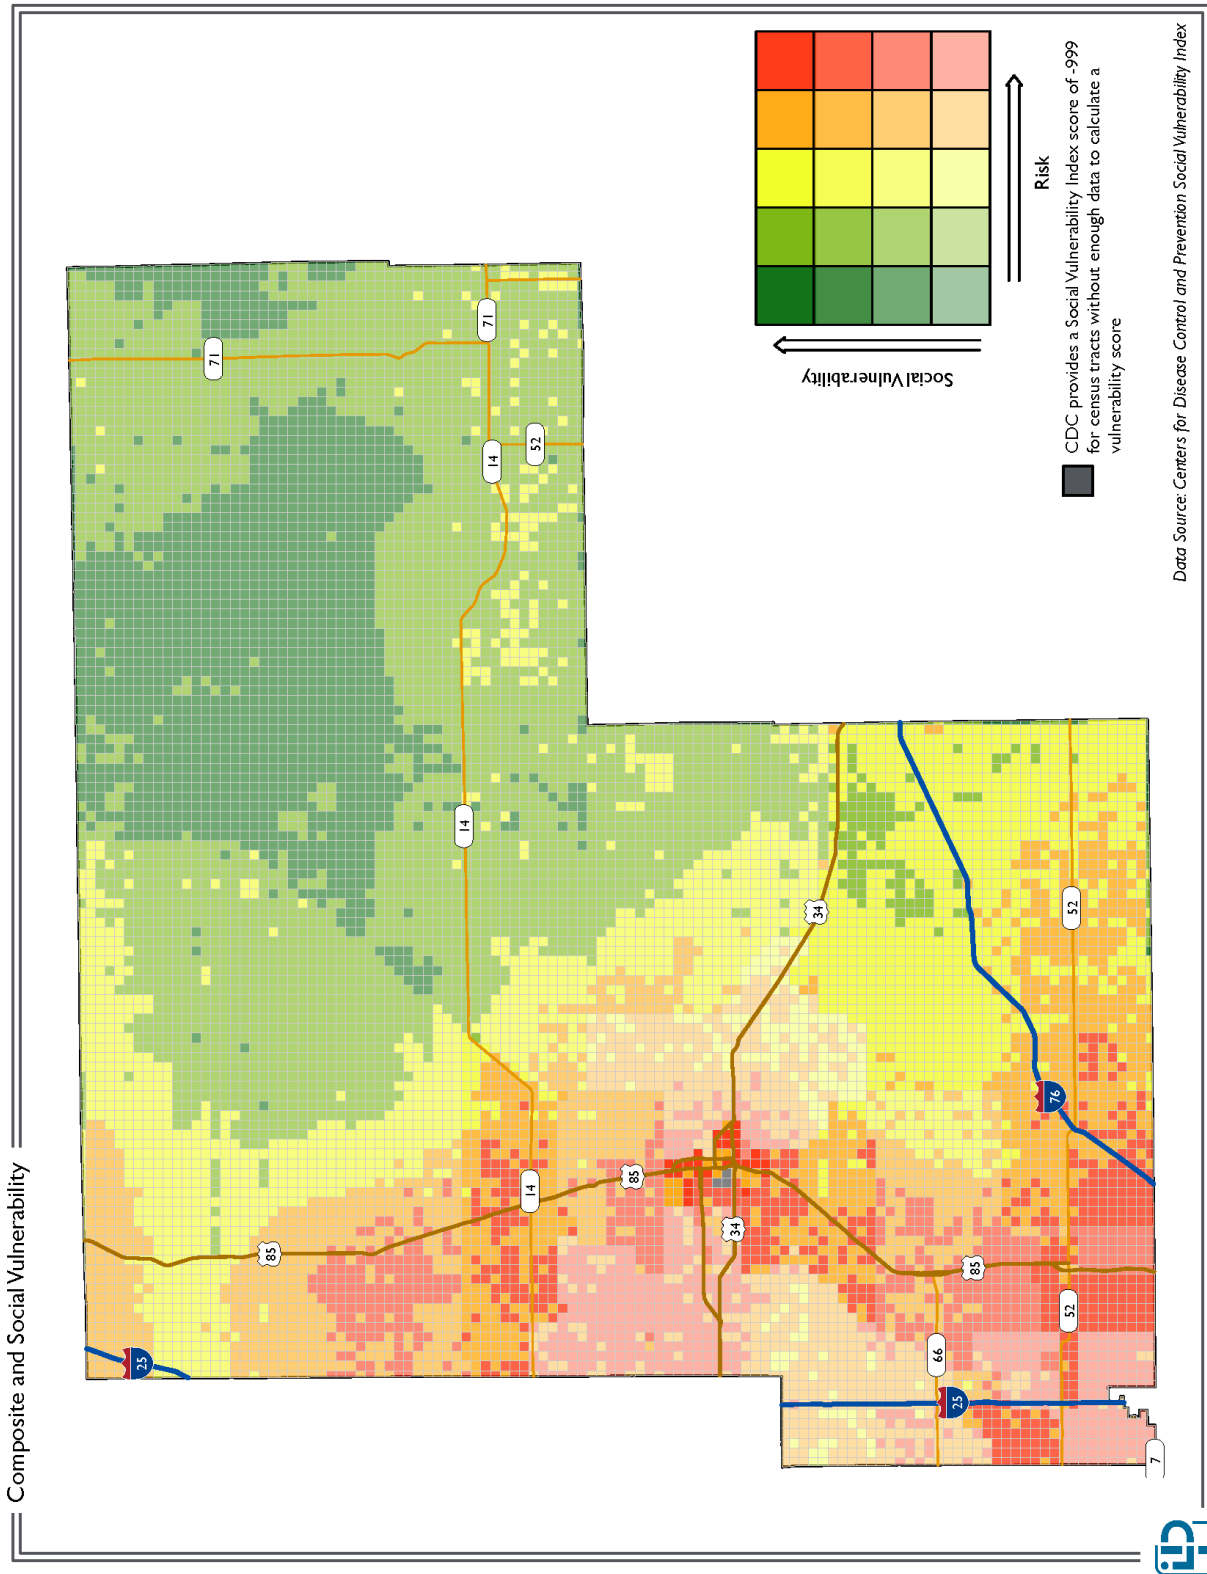 Composite and Social Vulnerability
25
71
85
14
71
14
14
52
85
34
34
66
25
85
76
52
52
7
Social Vulnerability
Risk
CDC provides a Social Vulnerability Index score of -999
for census tracts without enough data to calculate a
vulnerability score
Data Source: Centers for Disease Control and Prevention Social Vulnerability Index